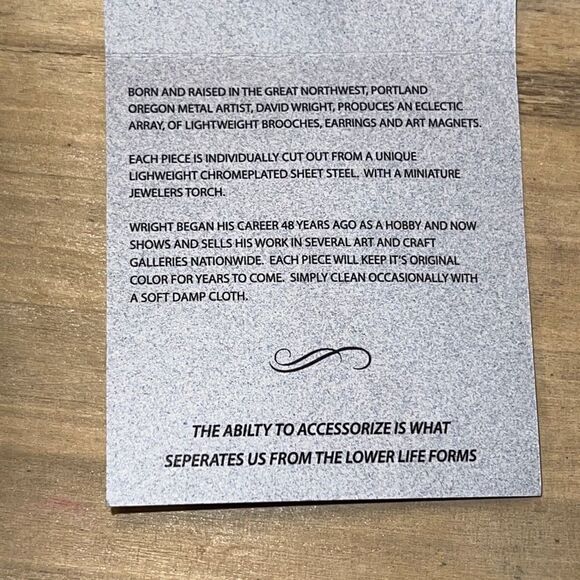 BORN AND RAISED IN THE GREAT NORTHWEST, PORTLAND
OREGON METAL ARTIST, DAVID WRIGHT, PRODUCES AN ECLECTIC
ARRAY, OF LIGHTWEIGHT BROOCHES, EARRINGS AND ART MAGNETS.
EACH PIECE IS INDIVIDUALLY CUT OUT FROM A UNIQUE
LIGHWEIGHT CHROMEPLATED SHEET STEEL. WITH A MINIATURE
JEWELERS TORCH.
WRIGHT BEGAN HIS CAREER 48 YEARS AGO AS A HOBBY AND NOW
SHOWS AND SELLS HIS WORK IN SEVERAL ART AND CRAFT
GALLERIES NATIONWIDE. EACH PIECE WILL KEEP IT'S ORIGINAL
COLOR FOR YEARS TO COME. SIMPLY CLEAN OCCASIONALLY WITH
A SOFT DAMP CLOTH.
THE ABILTY TO ACCESSORIZE IS WHAT
SEPERATES US FROM THE LOWER LIFE FORMS